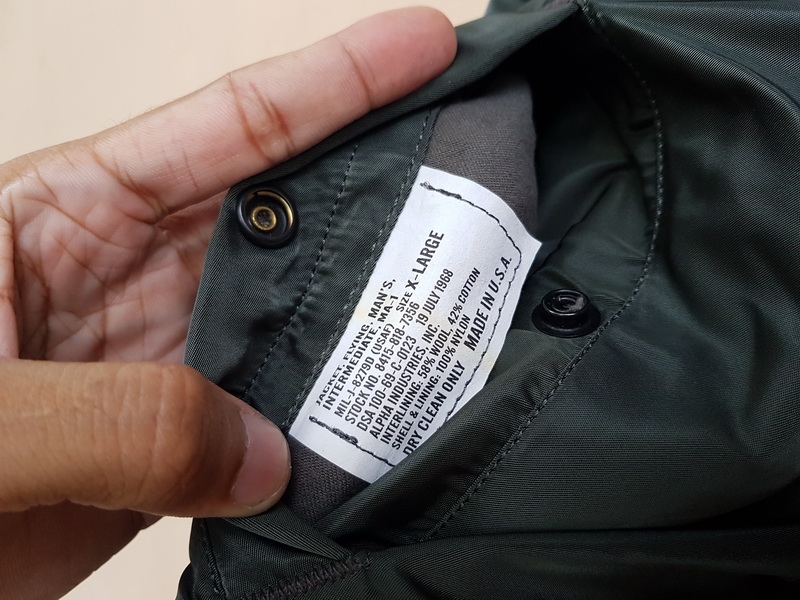 JACKET, FLYING, MAN'S,
INTERMEDIATE, MA-1
MIL-J-8279D (USAF) SIZE X-LARGE
STOCK NO 8415-818-7356
DSA 100-69-C-0123 19 JULY 1968
ALPHA INDUSTRIES, INC.
INTERLINING: 58% WOOL, 42% COTTON
SHELL & LINING: 100% NYLON
DRY CLEAN ONLY MADE IN U.S.A.